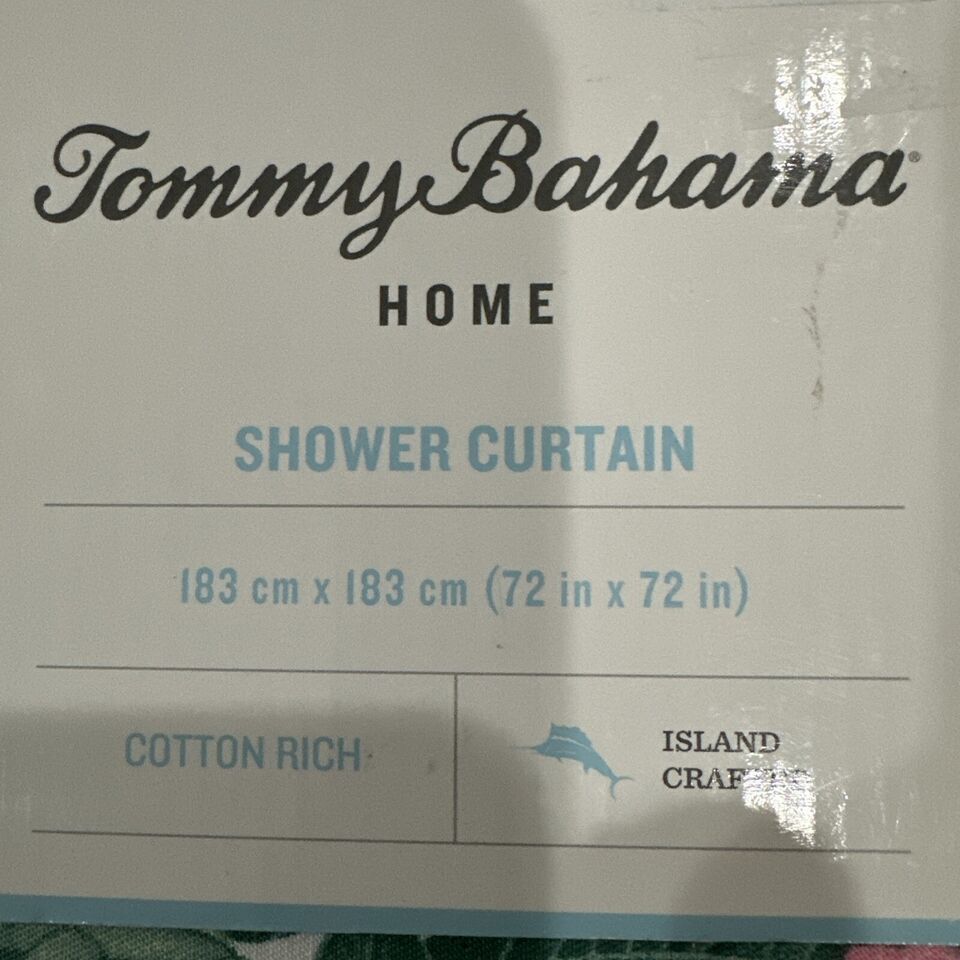 Tommy Bahama®
HOME
SHOWER CURTAIN
183 cm x 183 cm (72 in x 72 in)
COTTON RICH
ISLAND